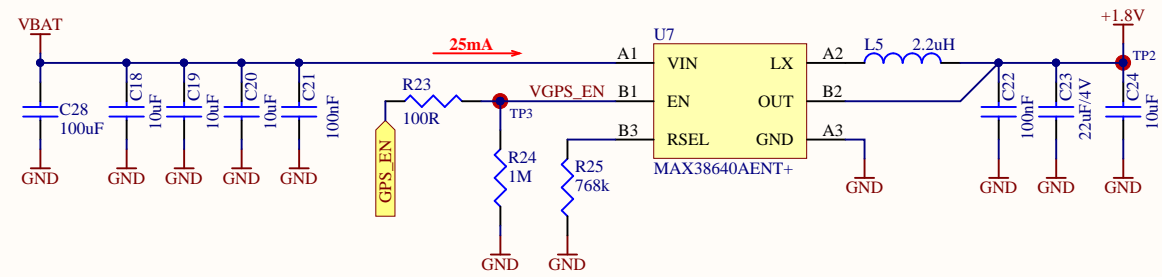 VBAT
C28
100uF
GND
C18
10uF
GND
C19
10uF
GND
C20
10uF
GND
C21
100nF
GND
25mA
GPS_EN
R23
100R
TP3
VGPS_EN
R24
1M
GND
R25
768k
GND
U7
A1
VIN
LX
A2
B1
EN
OUT
B2
B3
RSEL
GND
A3
MAX38640AENT+
GND
L5
2.2uH
C22
100nF
GND
C23
22uF/4V
GND
+1.8V
TP2
C24
10uF
GND